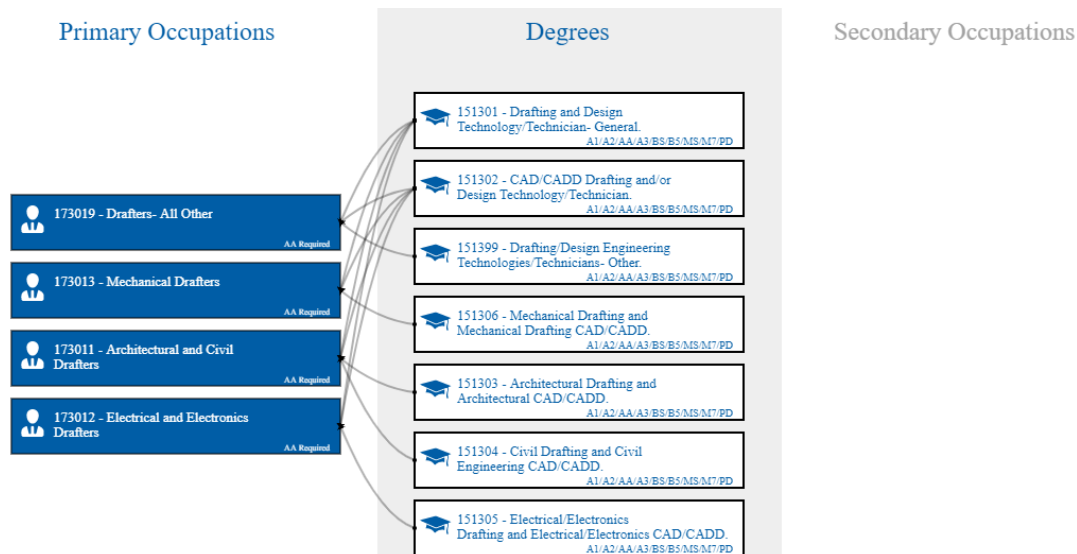 Primary Occupations
Degrees
Secondary Occupations
173019 - Drafters- All Other
AA Required
173013 - Mechanical Drafters
AA Required
173011 - Architectural and Civil
Drafters
AA Required
173012 - Electrical and Electronics
Drafters
AA Required
151301 - Drafting and Design
Technology/Technician- General.
A1/A2/AA/A3/BS/B5/MS/M7/PD
151302 - CAD/CADD Drafting and/or
Design Technology/Technician.
A1/A2/AA/A3/BS/B5/MS/M7/PD
151399 - Drafting/Design Engineering
Technologies/Technicians- Other.
A1/A2/AA/A3/BS/B5/MS/M7/PD
151306 - Mechanical Drafting and
Mechanical Drafting CAD/CADD.
A1/A2/AA/A3/BS/B5/MS/M7/PD
151303 - Architectural Drafting and
Architectural CAD/CADD.
A1/A2/AA/A3/BS/B5/MS/M7/PD
151304 - Civil Drafting and Civil
Engineering CAD/CADD.
A1/A2/AA/A3/BS/B5/MS/M7/PD
151305 - Electrical/Electronics
Drafting and Electrical/Electronics CAD/CADD.
A1/A2/AA/A3/BS/B5/MS/M7/PD